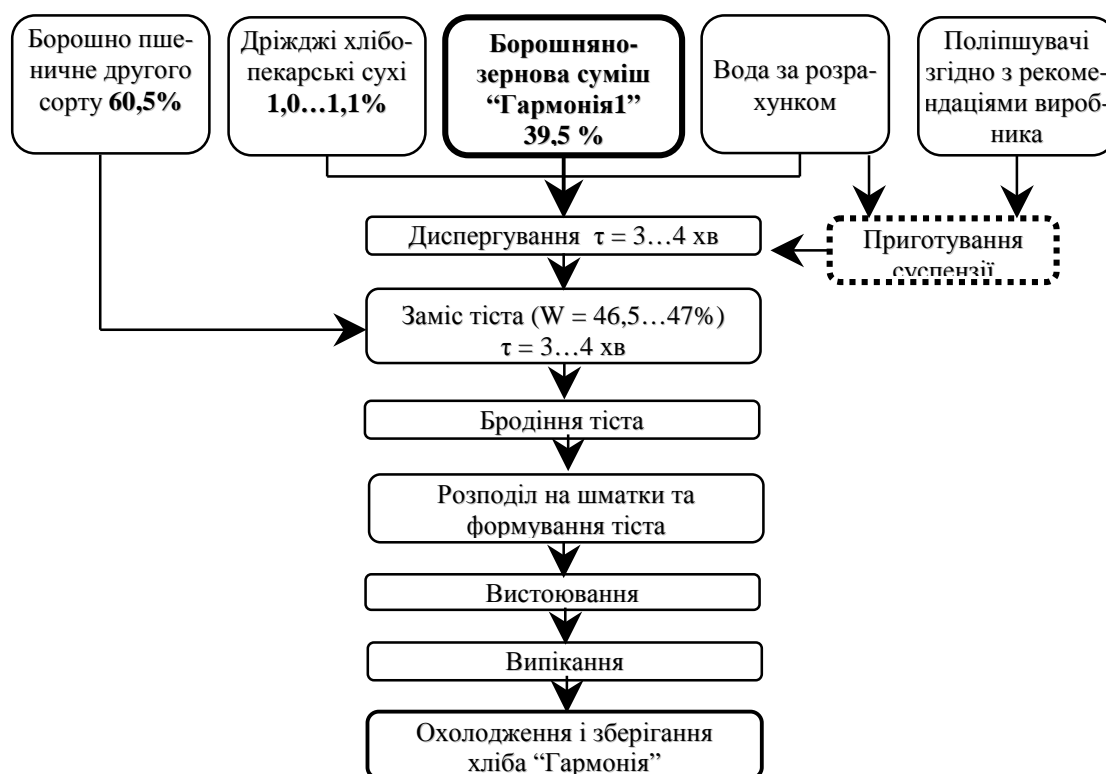 Борошно пше-
ничне другого
сорту 60,5%
Дріжджі хлібо-
пекарські сухі
1,0…1,1%
Борошняно-
зернова суміш
“Гармонія1”
39,5 %
Вода за розра-
хунком
Поліпшувачі
згідно з рекоме-
ндаціями вироб-
ника
Диспергування τ = 3…4 хв
Приготування
суспензії
Заміс тіста (W = 46,5…47%)
τ = 3…4 хв
Бродіння тіста
Розподіл на шматки та
формування тіста
Вистоювання
Випікання
Охолодження і зберігання
хліба “Гармонія”